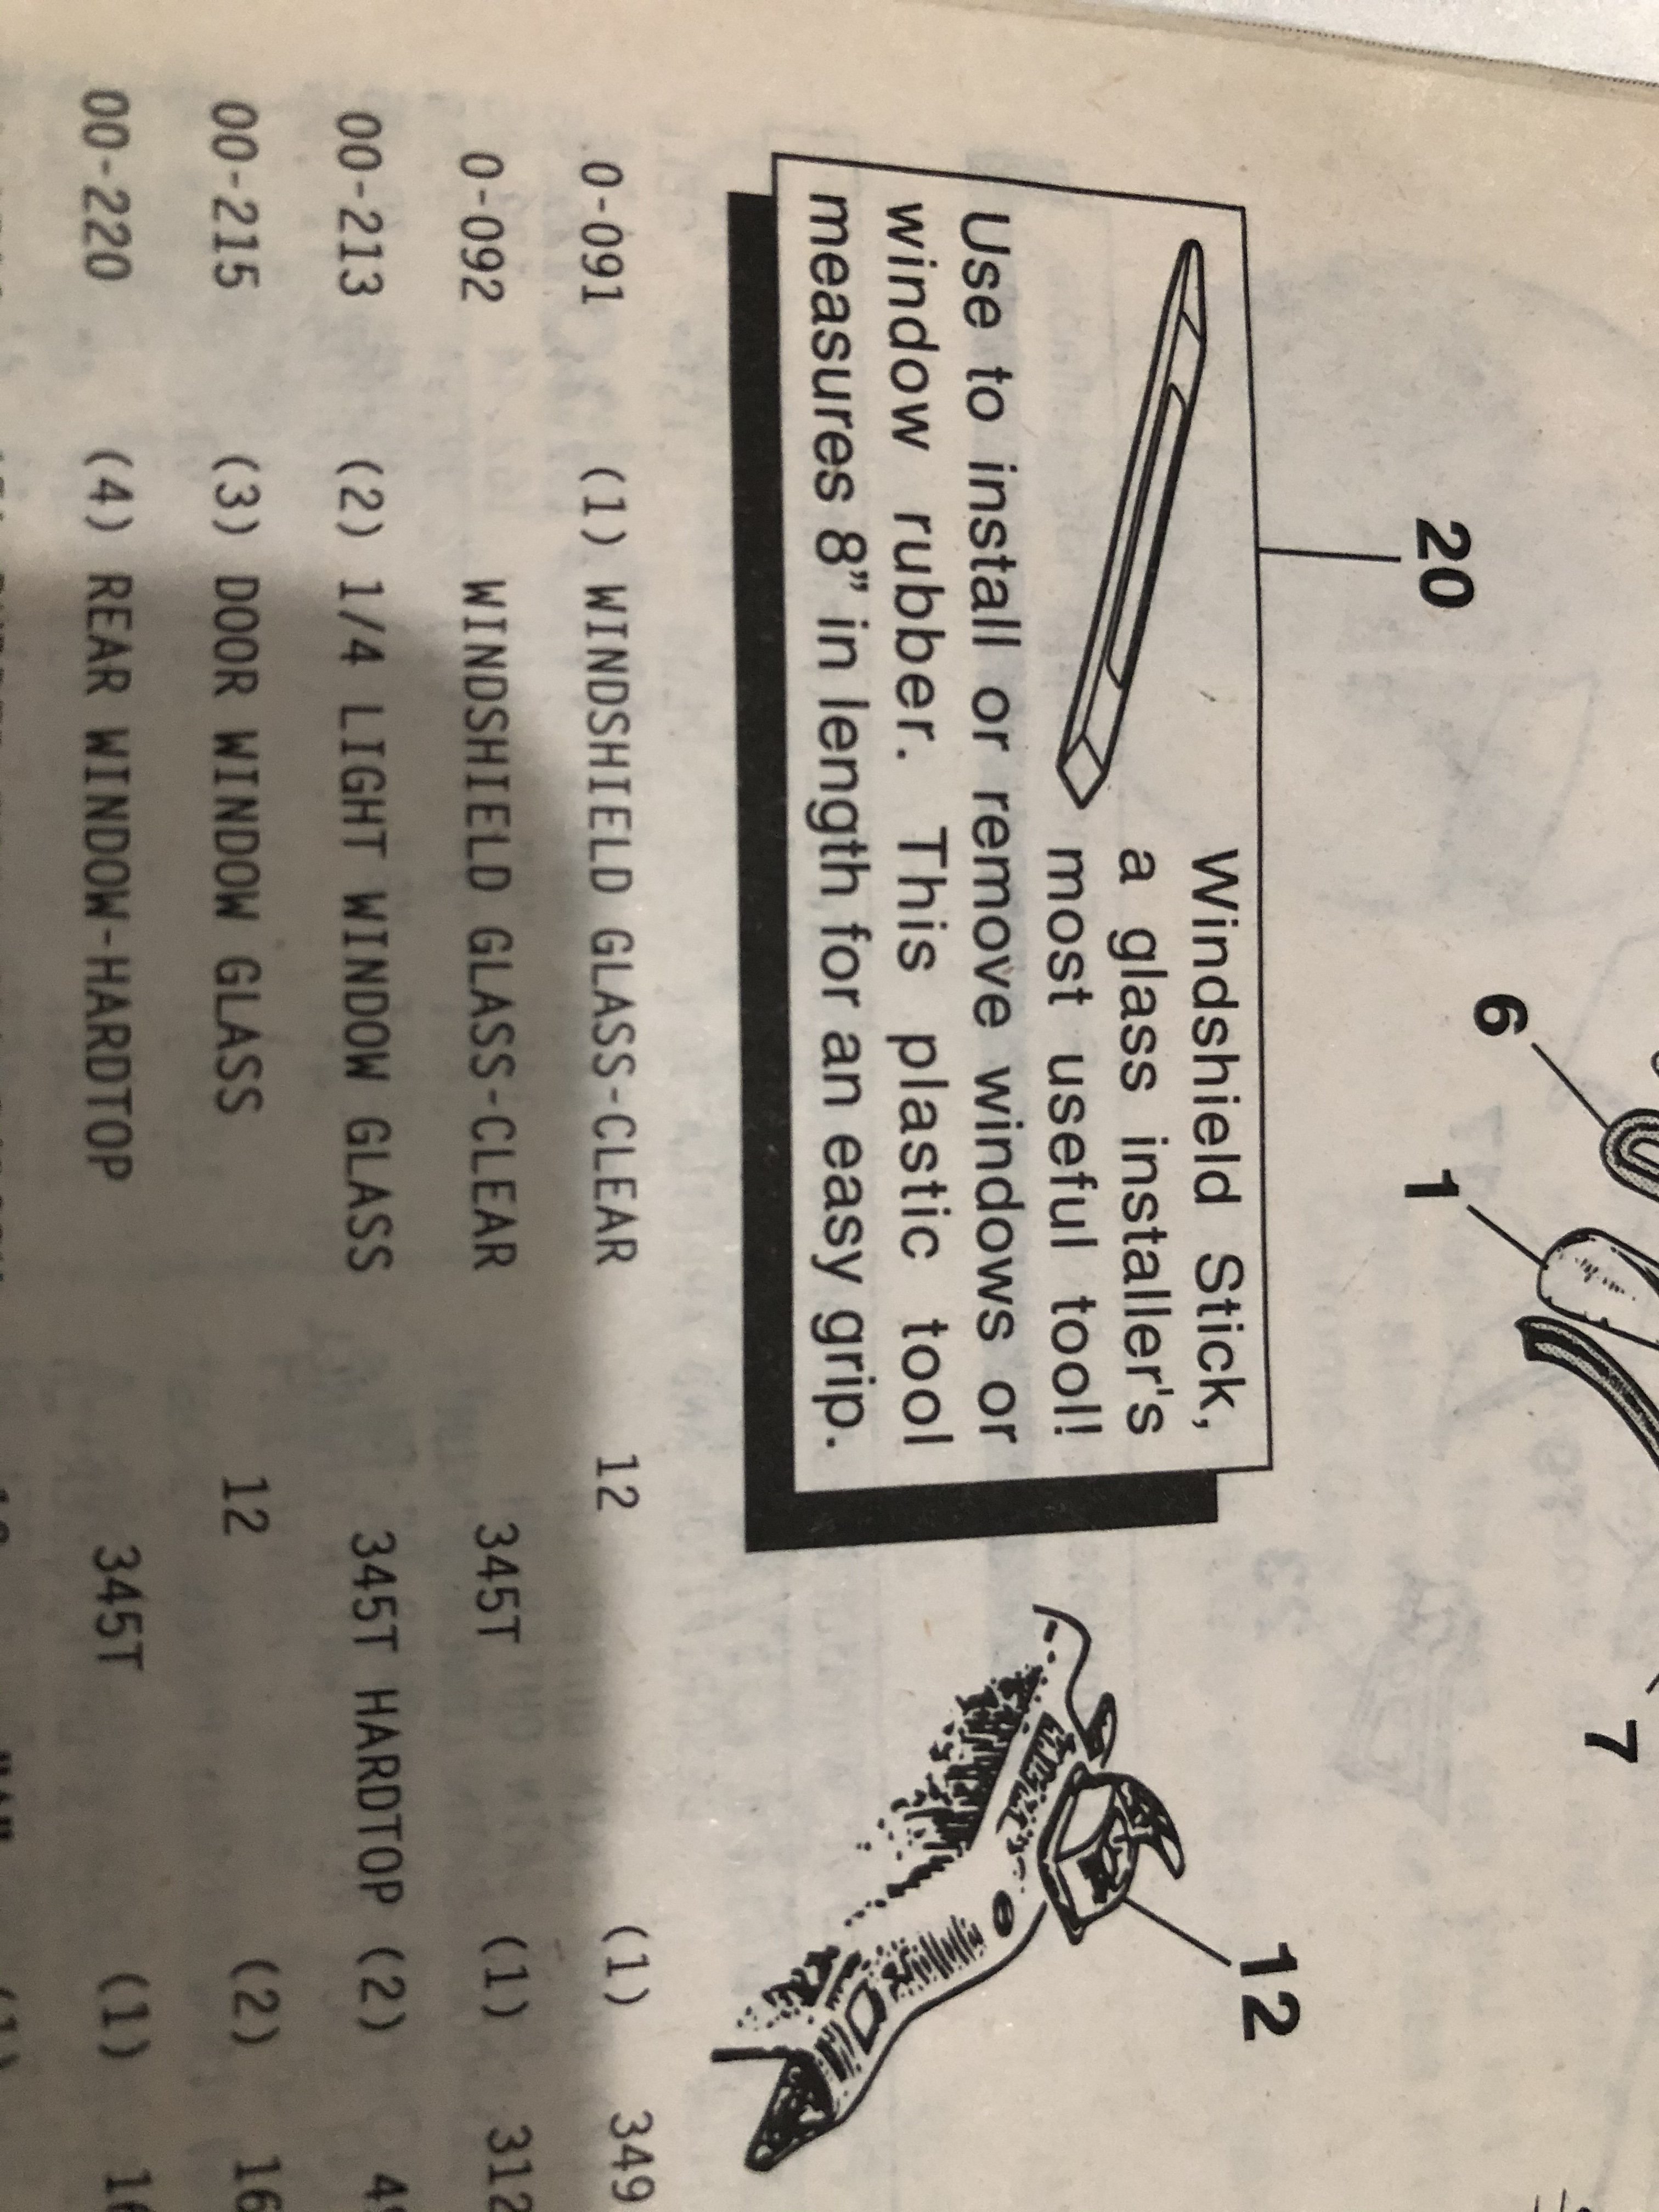 20
6
1
7
Windshield Stick,
a glass installer's
most useful tool!
Use to install or remove windows or
window rubber. This plastic tool
measures 8" in length for an easy grip.
12
0-091 (1) WINDSHIELD GLASS-CLEAR 12 (1) 349
0-092 WINDSHIELD GLASS-CLEAR 345T (1) 312
00-213 (2) 1/4 LIGHT WINDOW GLASS 345T HARDTOP (2)
00-215 (3) DOOR WINDOW GLASS 12 (2) 16
00-220 (4) REAR WINDOW-HARDTOP 345T (1)